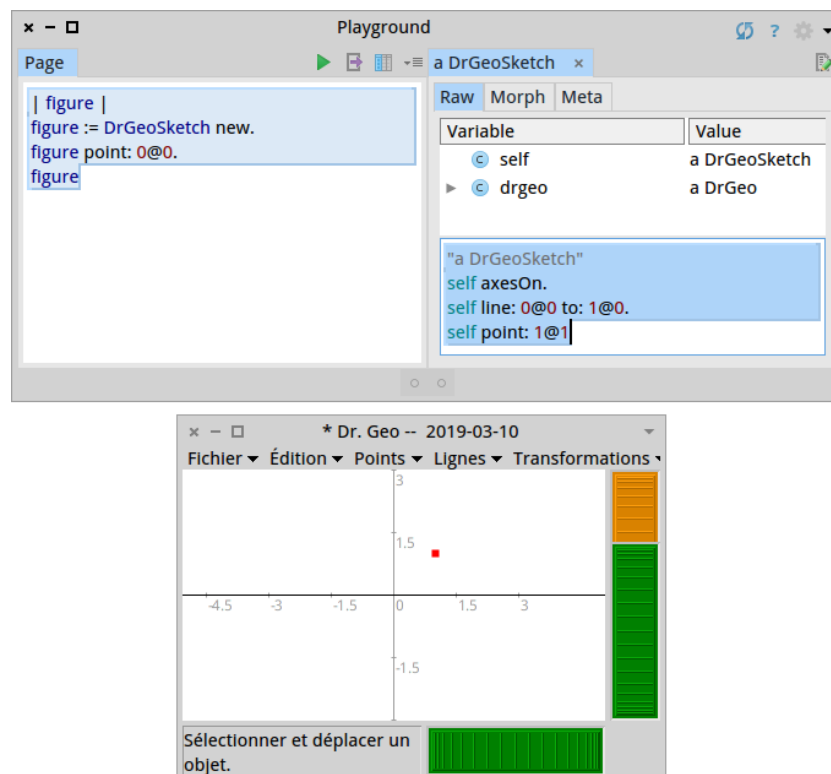 Playground
?
Page
a DrGeoSketch ×
| figure |
figure := DrGeoSketch new.
figure point: 0@0.
figure
Raw Morph Meta
Variable Value
self a DrGeoSketch
drgeo a DrGeo
"a DrGeoSketch"
self axesOn.
self line: 0@0 to: 1@0.
self point: 1@1
* Dr. Geo -- 2019-03-10
Fichier Édition Points Lignes Transformations
3
1.5
-4.5 -3 -1.5 0 1.5 3
-1.5
Sélectionner et déplacer un
objet.